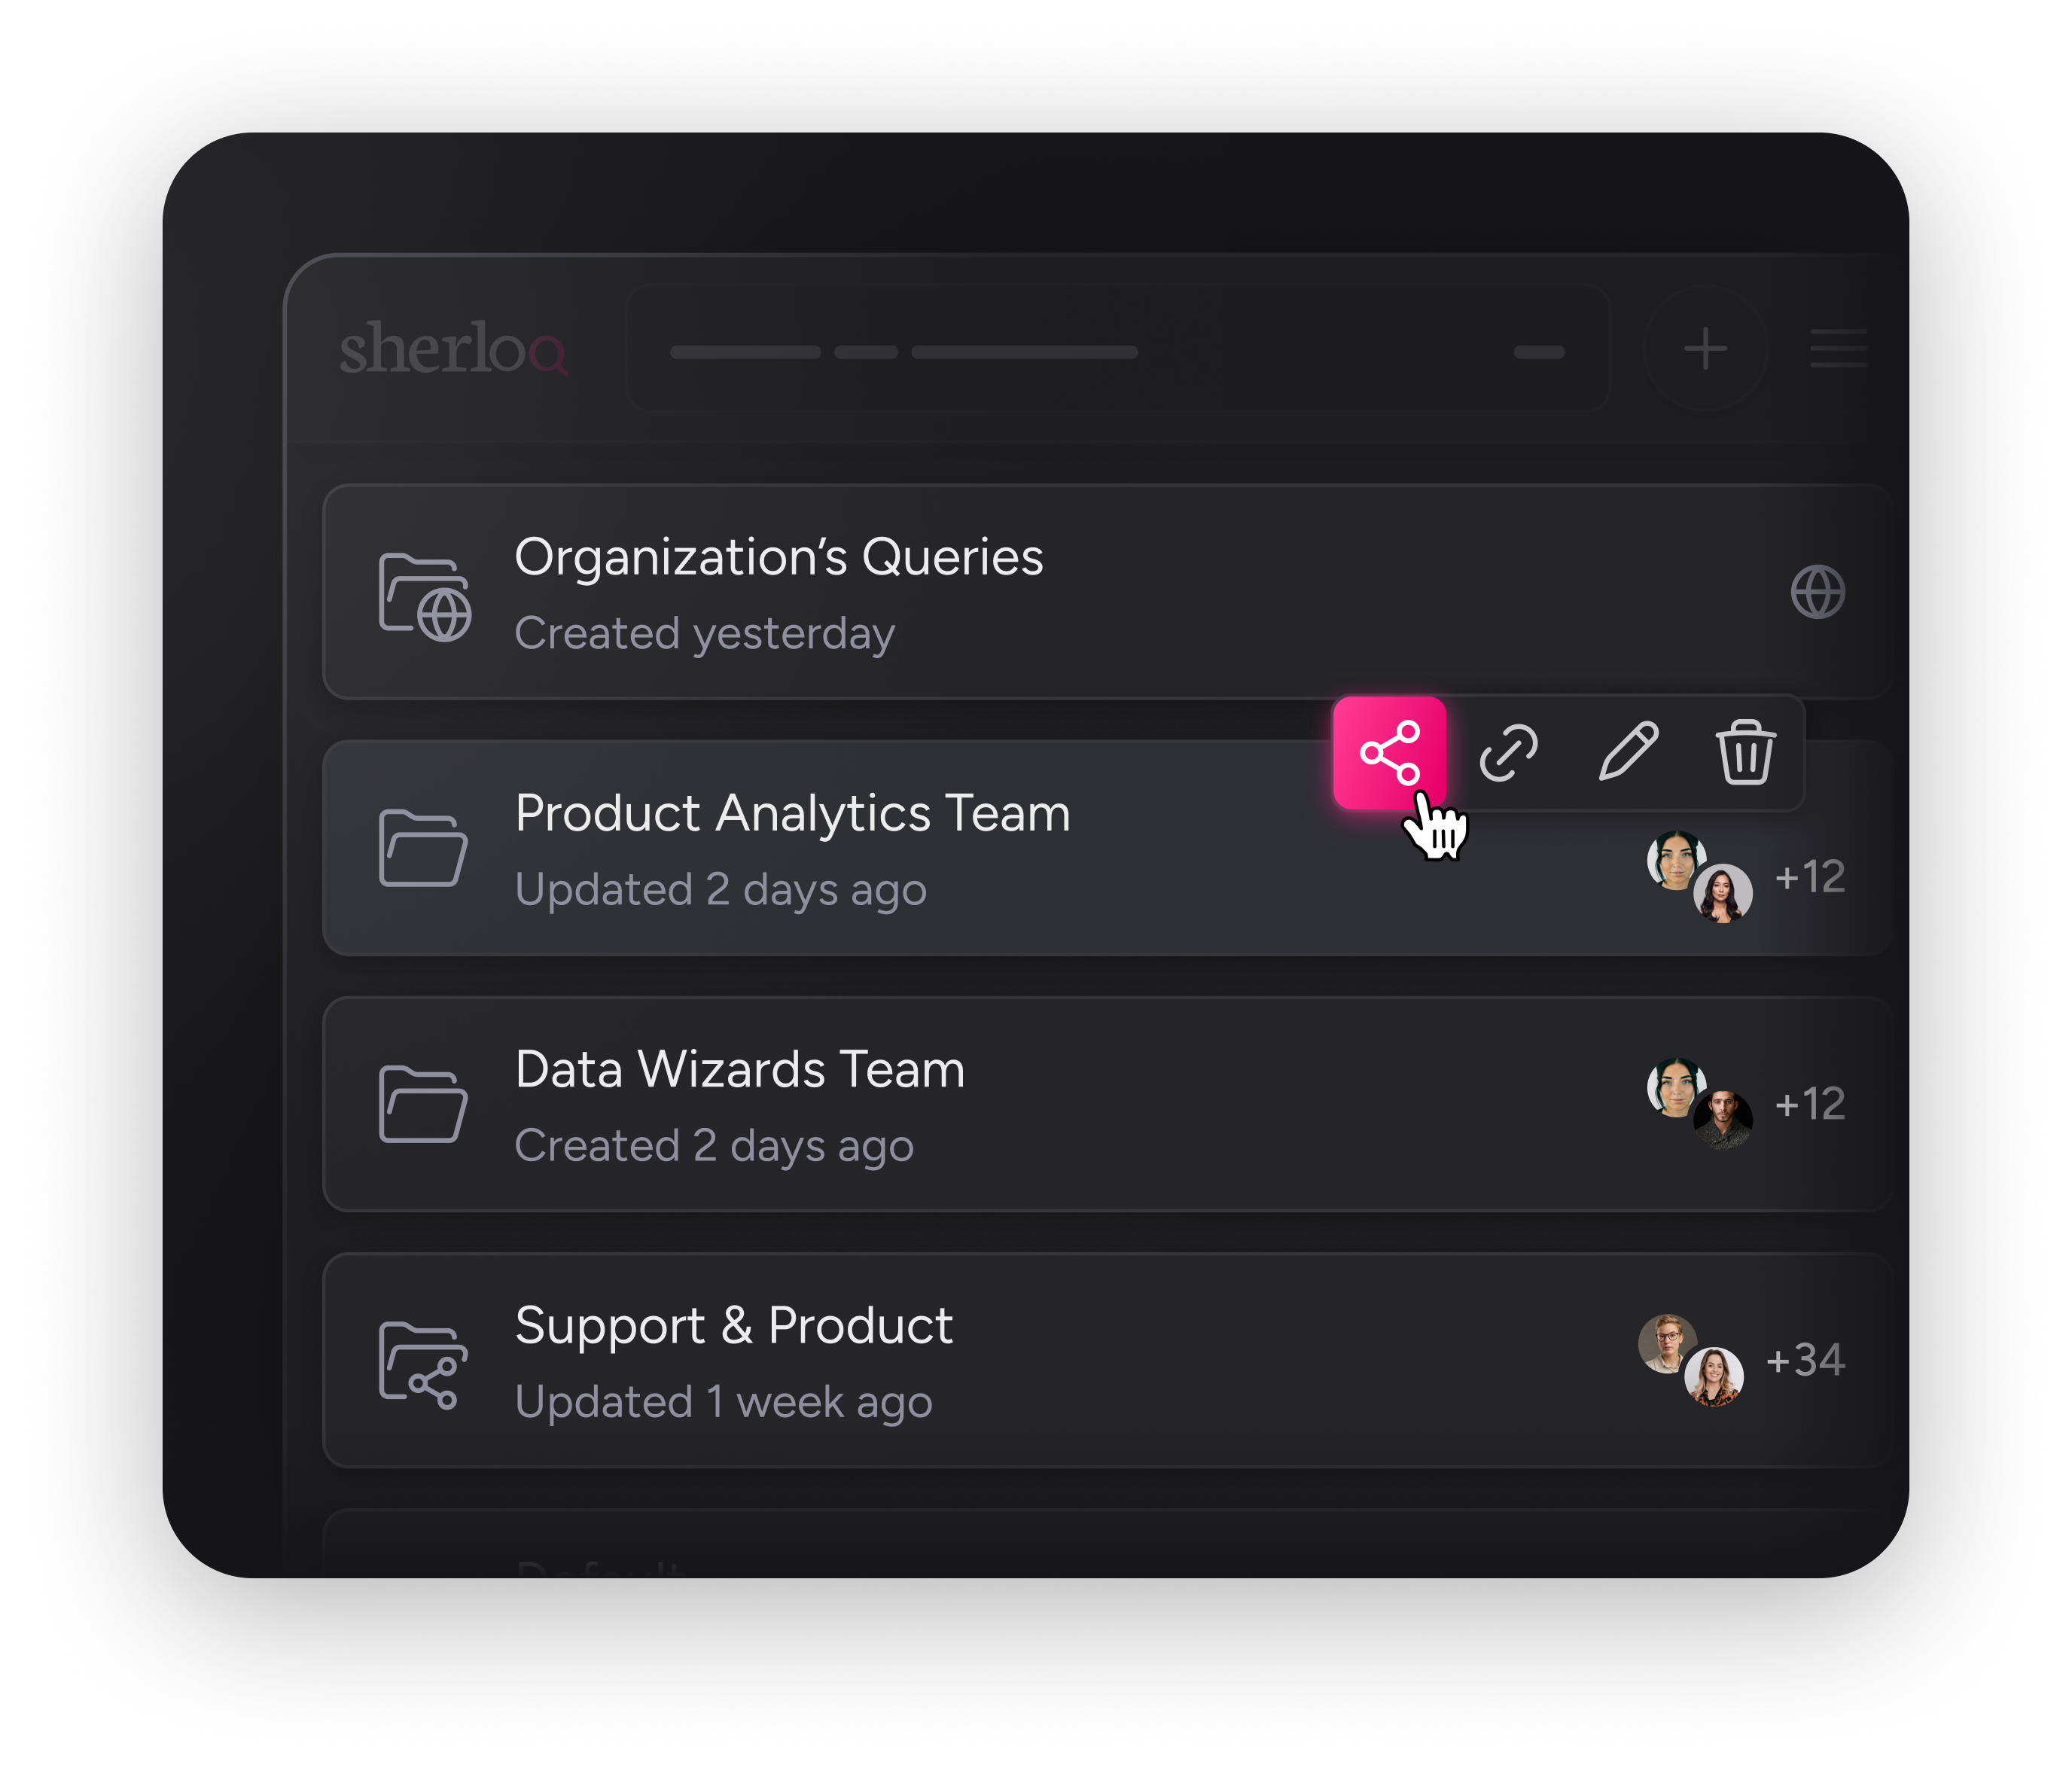 sherloq
Organization’s Queries
Created yesterday
Product Analytics Team
Updated 2 days ago
+12
Data Wizards Team
Created 2 days ago
+12
Support & Product
Updated 1 week ago
+34
Default